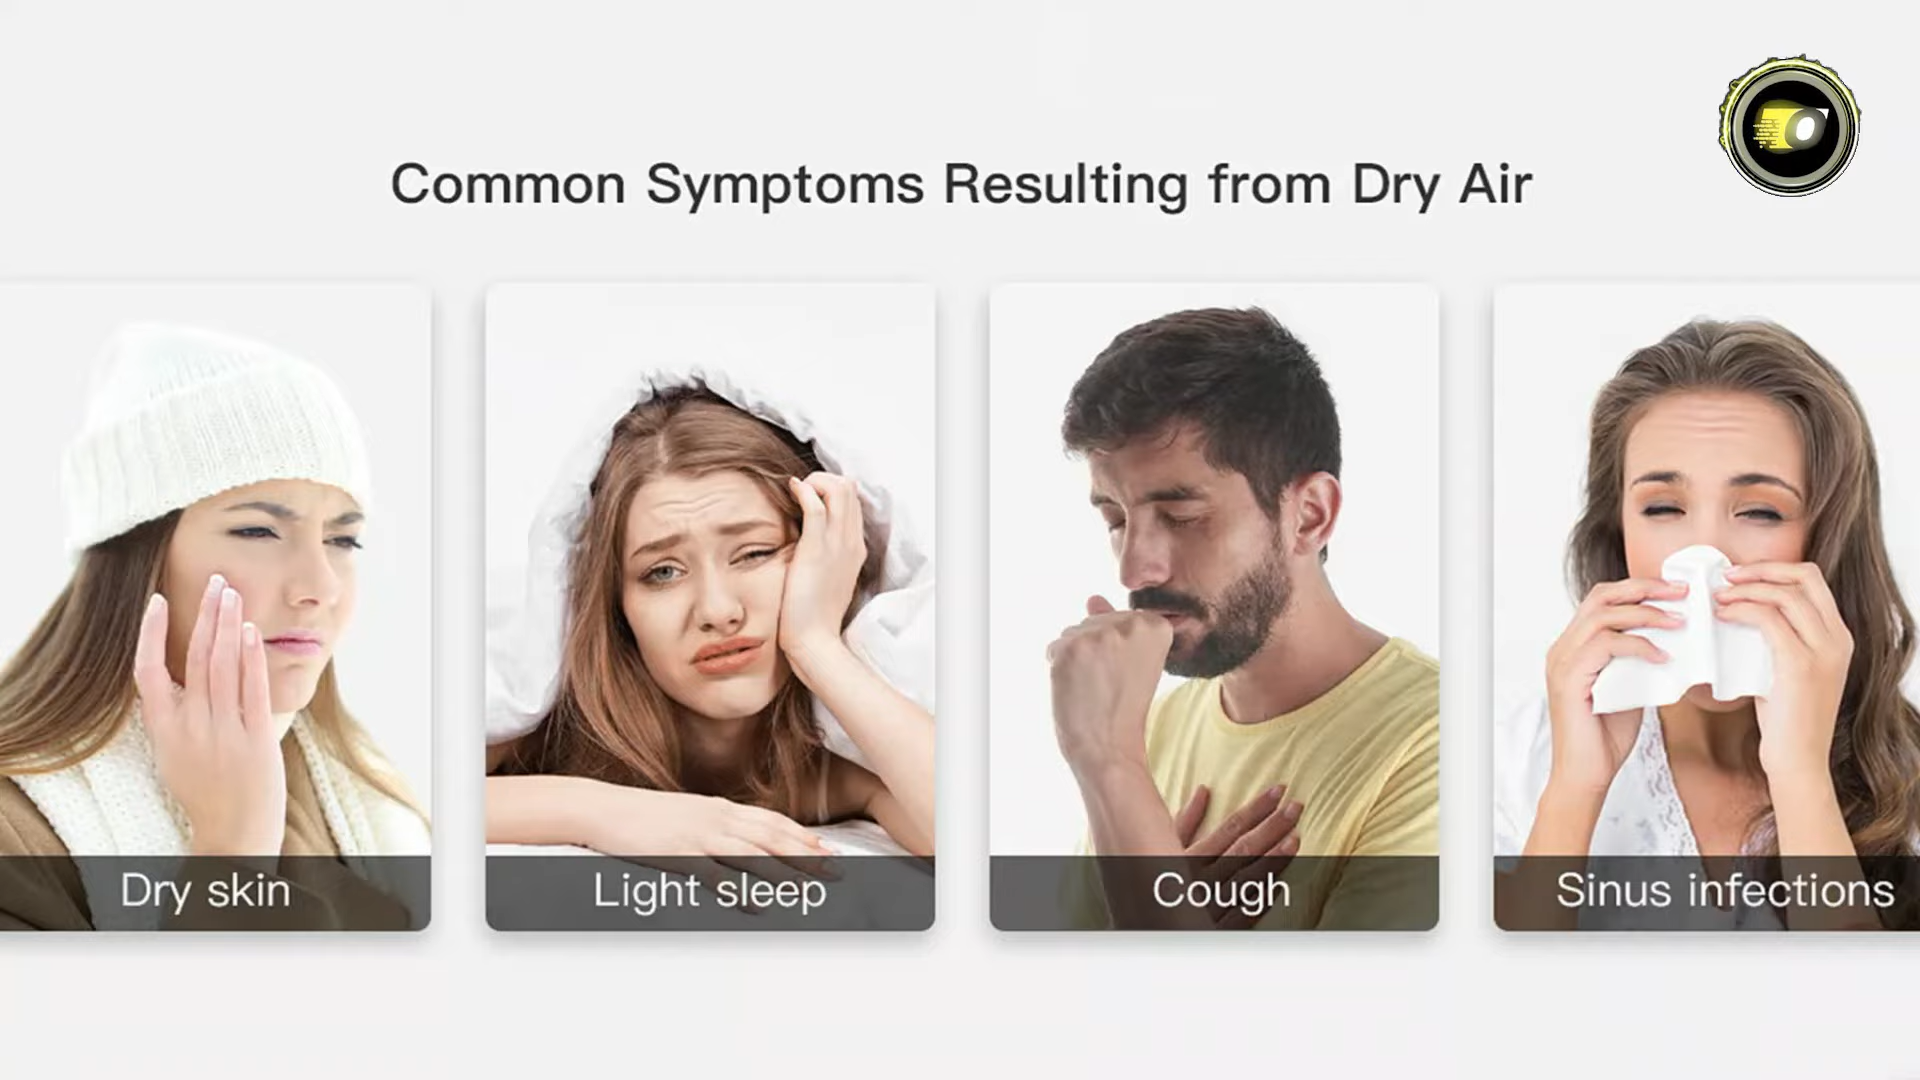 Common Symptoms Resulting from Dry Air
Dry skin
Light sleep
Cough
Sinus infections